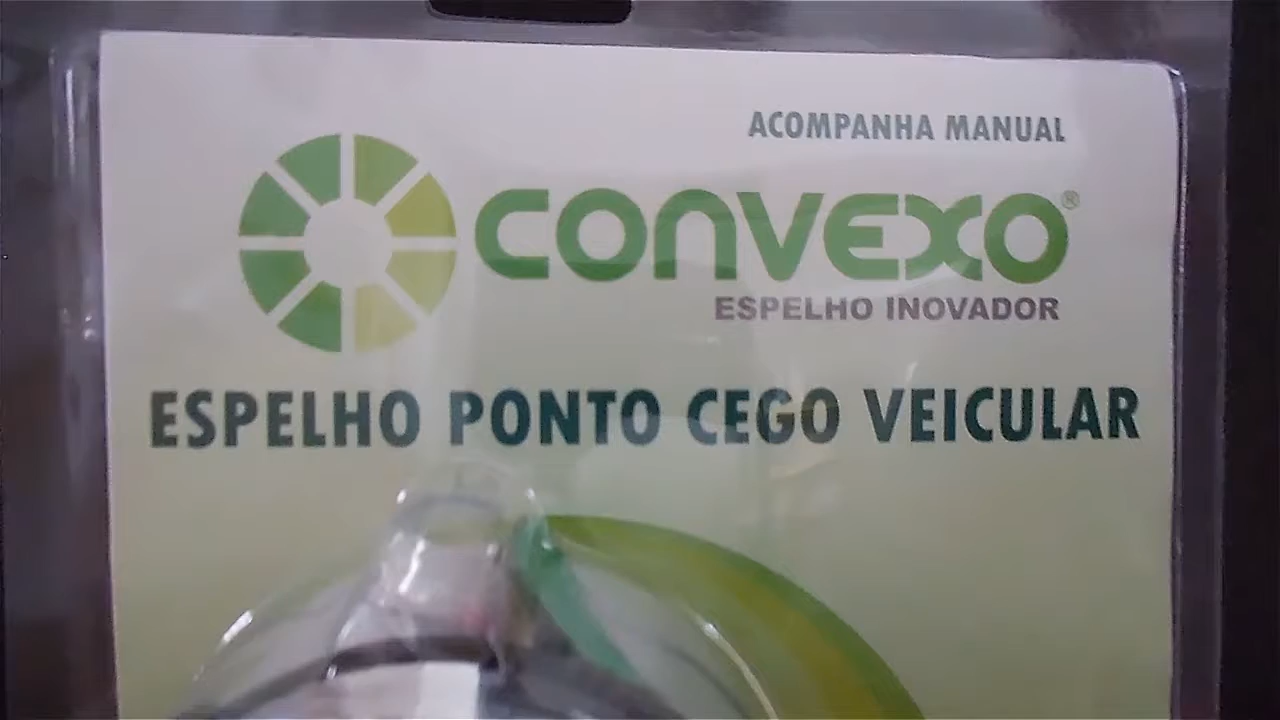 ACOMPANHA MANUAL
CONVEXO®
ESPELHO INOVADOR
ESPELHO PONTO CEGO VEICULAR